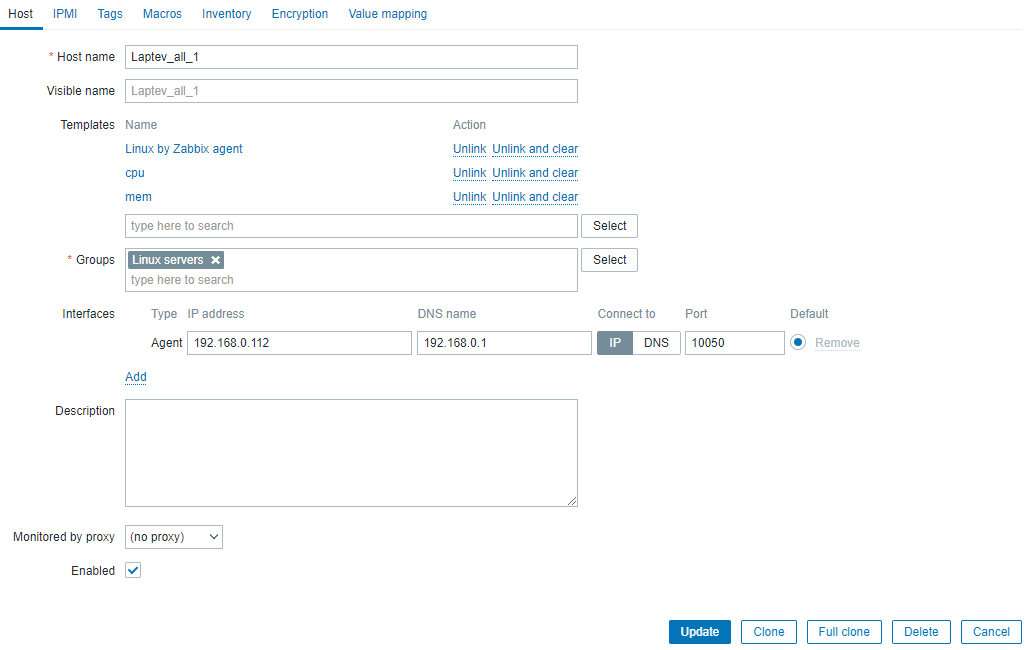 Host IPMI Tags Macros Inventory Encryption Value mapping
* Host name Laptev_all_1
Visible name Laptev_all_1
Templates Name Action
Linux by Zabbix agent Unlink Unlink and clear
cpu Unlink Unlink and clear
mem Unlink Unlink and clear
type here to search Select
* Groups Linux servers Select
type here to search
Interfaces Type IP address DNS name Connect to Port Default
Agent 192.168.0.112 192.168.0.1 IP DNS 10050 Remove
Add
Description
Monitored by proxy (no proxy)
Enabled
Update Clone Full clone Delete Cancel